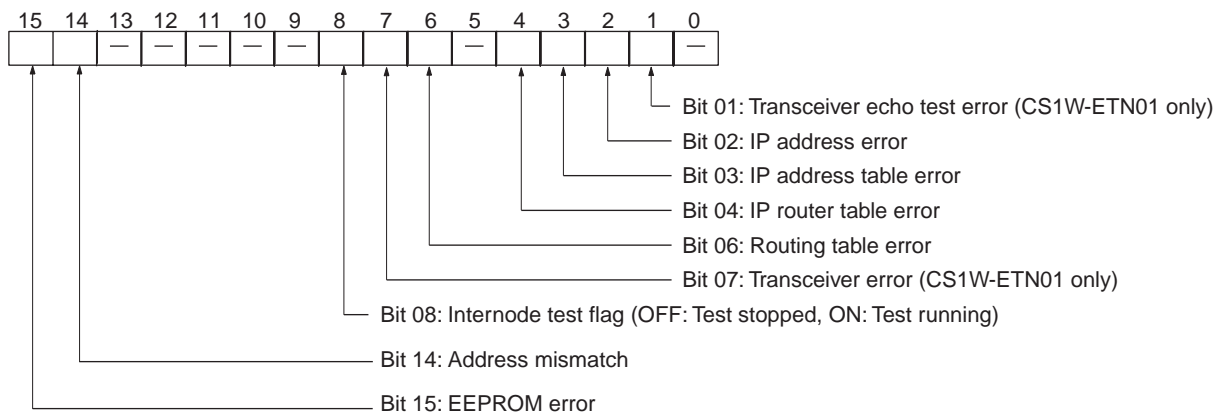 15 14 13 12 11 10 9 8 7 6 5 4 3 2 1 0
— — — — — — —
Bit 01: Transceiver echo test error (CS1W-ETN01 only)
Bit 02: IP address error
Bit 03: IP address table error
Bit 04: IP router table error
Bit 06: Routing table error
Bit 07: Transceiver error (CS1W-ETN01 only)
Bit 08: Internode test flag (OFF: Test stopped, ON: Test running)
Bit 14: Address mismatch
Bit 15: EEPROM error